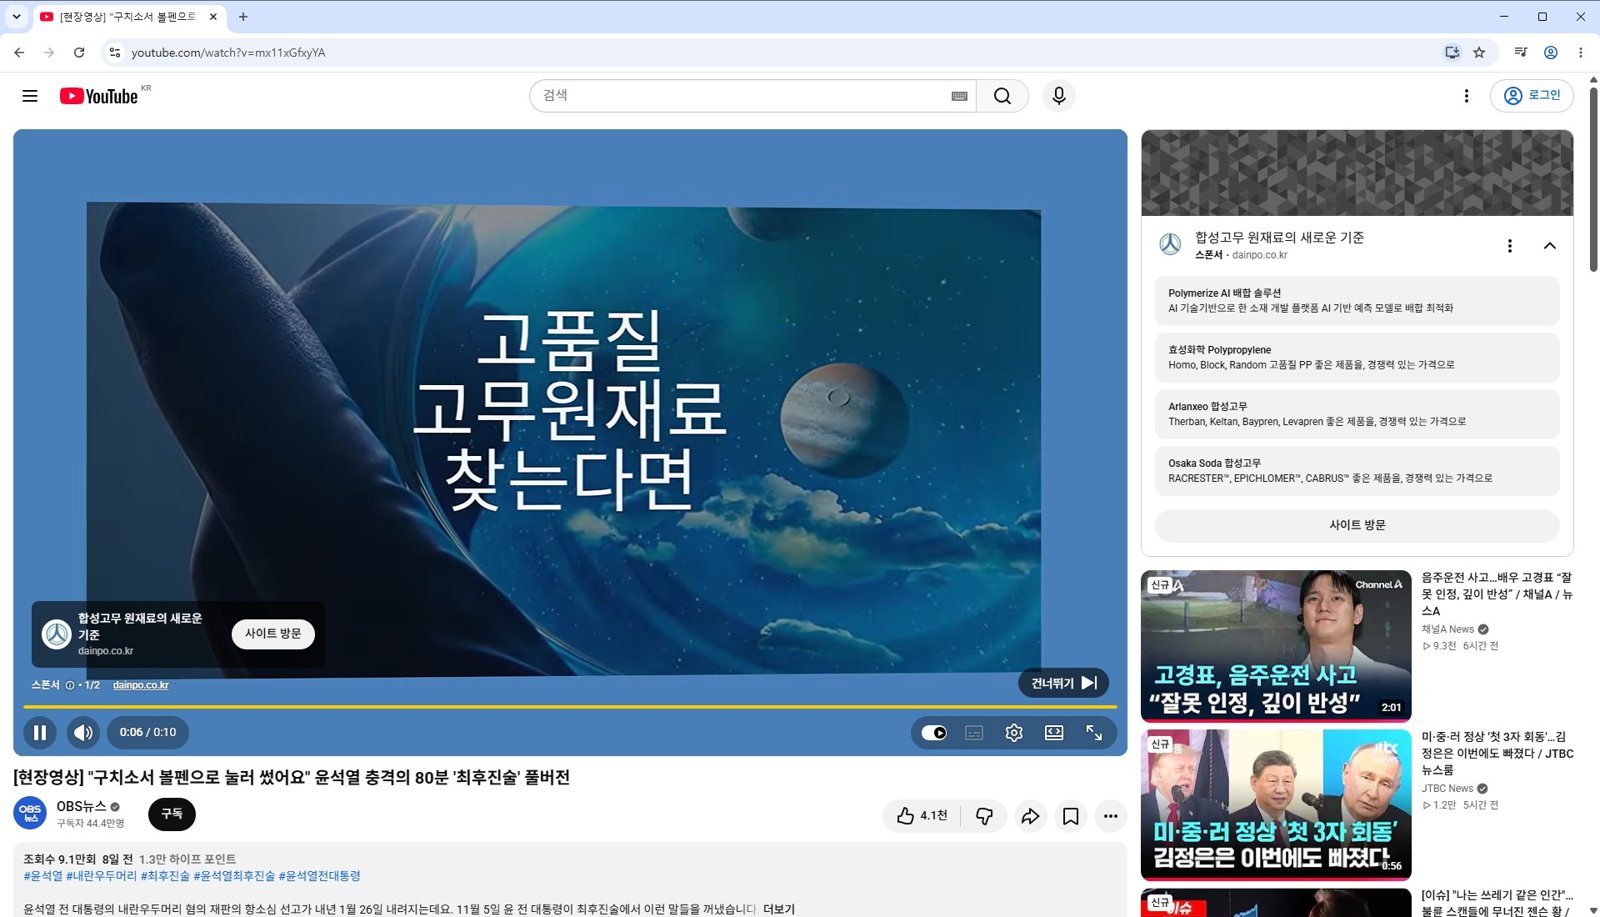 [현장영상] "구치소서 볼펜으로
youtube.com/watch?v=mx11xGfxyYA
YouTube KR
검색
로그인
고품질
고무원재료
찾는다면
합성고무 원재료의 새로운
기준
dainpo.co.kr
사이트 방문
스폰서 • 1/2 dainpo.co.kr
건너뛰기
0:06 / 0:10
[현장영상] "구치소서 볼펜으로 눌러 썼어요" 윤석열 충격의 80분 '최후진술' 풀버전
OBS뉴스
OBS뉴스
구독자 44.4만명
구독
4.1천
조회수 9.1만회 8일 전 1.3만 하이프 포인트
#윤석열 #내란우두머리 #최후진술 #윤석열최후진술 #윤석열전대통령
윤석열 전 대통령의 내란우두머리 혐의 재판의 항소심 선고가 내년 1월 26일 내려지는데요. 11월 5일 윤 전 대통령이 최후진술에서 이런 말들을 꺼냈습니다. 더보기
합성고무 원재료의 새로운 기준
스폰서 · dainpo.co.kr
Polymerize AI 배합 솔루션
AI 기술기반으로 한 소재 개발 플랫폼 AI 기반 예측 모델로 배합 최적화
효성화학 Polypropylene
Homo, Block, Random 고품질 PP 좋은 제품을, 경쟁력 있는 가격으로
Arlanxeo 합성고무
Therban, Keltan, Baypren, Levapren 좋은 제품을, 경쟁력 있는 가격으로
Osaka Soda 합성고무
RACRESTER™, EPICHLOMER™, CABRUS™ 좋은 제품을, 경쟁력 있는 가격으로
사이트 방문
신규
Channel A
고경표, 음주운전 사고
“잘못 인정, 깊이 반성”
2:01
음주운전 사고...배우 고경표 “잘
못 인정, 깊이 반성” / 채널A / 뉴
스A
채널A News
9.3천 6시간 전
신규
jtbc
NEWS
미·중·러 정상 '첫 3자 회동'
김정은은 이번에도 빠졌다
0:56
미·중·러 정상 '첫 3자 회동'...김
정은은 이번에도 빠졌다 / JTBC
뉴스룸
JTBC News
1.2만 5시간 전
신규
이슈
[이슈] "나는 쓰레기 같은 인간"...
불륜 스캔들에 무너진 젠슨 황 /